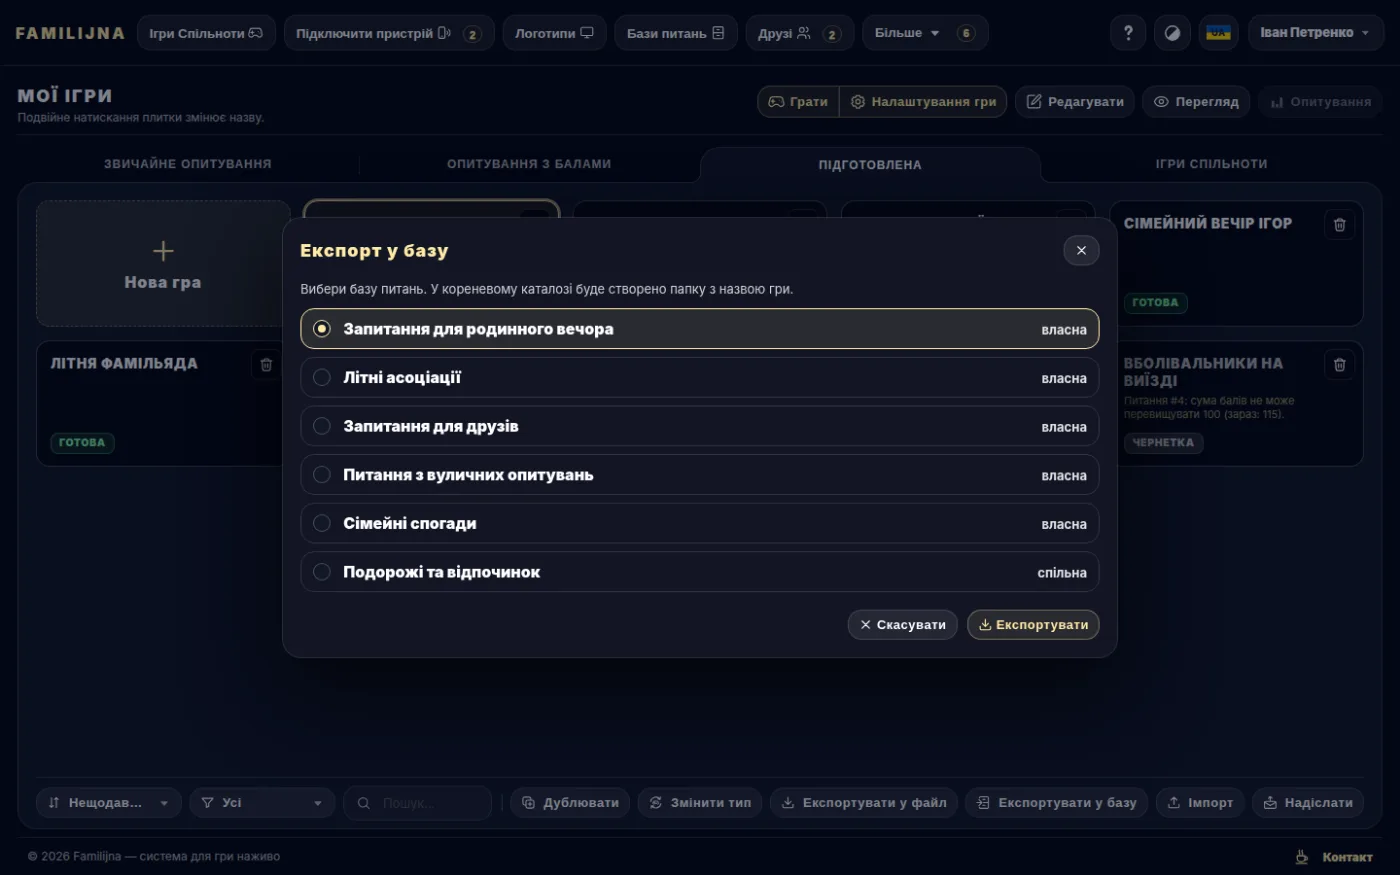 FAMILIJNA
Ігри Спільноти
Підключити пристрій 2
Логотипи
Бази питань
Друзі 2
Більше 6
?
UA
Іван Петренко
МОЇ ІГРИ
Подвійне натискання плитки змінює назву.
Грати
Налаштування гри
Редагувати
Перегляд
Опитування
ЗВИЧАЙНЕ ОПИТУВАННЯ
ОПИТУВАННЯ З БАЛАМИ
ПІДГОТОВЛЕНА
ІГРИ СПІЛЬНОТИ
Нова гра
СІМЕЙНИЙ ВЕЧІР ІГОР
ГОТОВА
ЛІТНЯ ФАМІЛЬЯДА
ГОТОВА
ВБОЛІВАЛЬНИКИ НА
ВИЇЗДІ
Питання #4: сума балів не може
перевищувати 100 (зараз: 115).
ЧЕРНЕТКА
Експорт у базу
Вибери базу питань. У кореневому каталозі буде створено папку з назвою гри.
Запитання для родинного вечора власна
Літні асоціації власна
Запитання для друзів власна
Питання з вуличних опитувань власна
Сімейні спогади власна
Подорожі та відпочинок спільна
Скасувати
Експортувати
Нещодав...
Усі
Пошук...
Дублювати
Змінити тип
Експортувати у файл
Експортувати у базу
Імпорт
Надіслати
© 2026 Familijna — система для гри наживо
Контакт